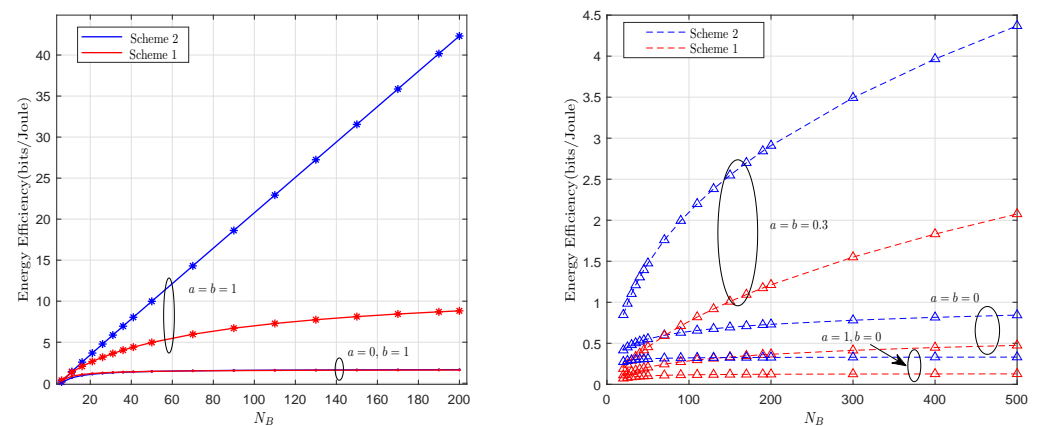 Energy Efficiency(bits/Joule)
40
35
30
25
20
15
10
5
0
Scheme 2
Scheme 1
a = b = 1
a = 0, b = 1
20 40 60 80 100 120 140 160 180 200
N_B
Energy Efficiency(bits/Joule)
4.5
4
3.5
3
2.5
2
1.5
1
0.5
0
Scheme 2
Scheme 1
a = b = 0.3
a = b = 0
a = 1, b = 0
0 100 200 300 400 500
N_B